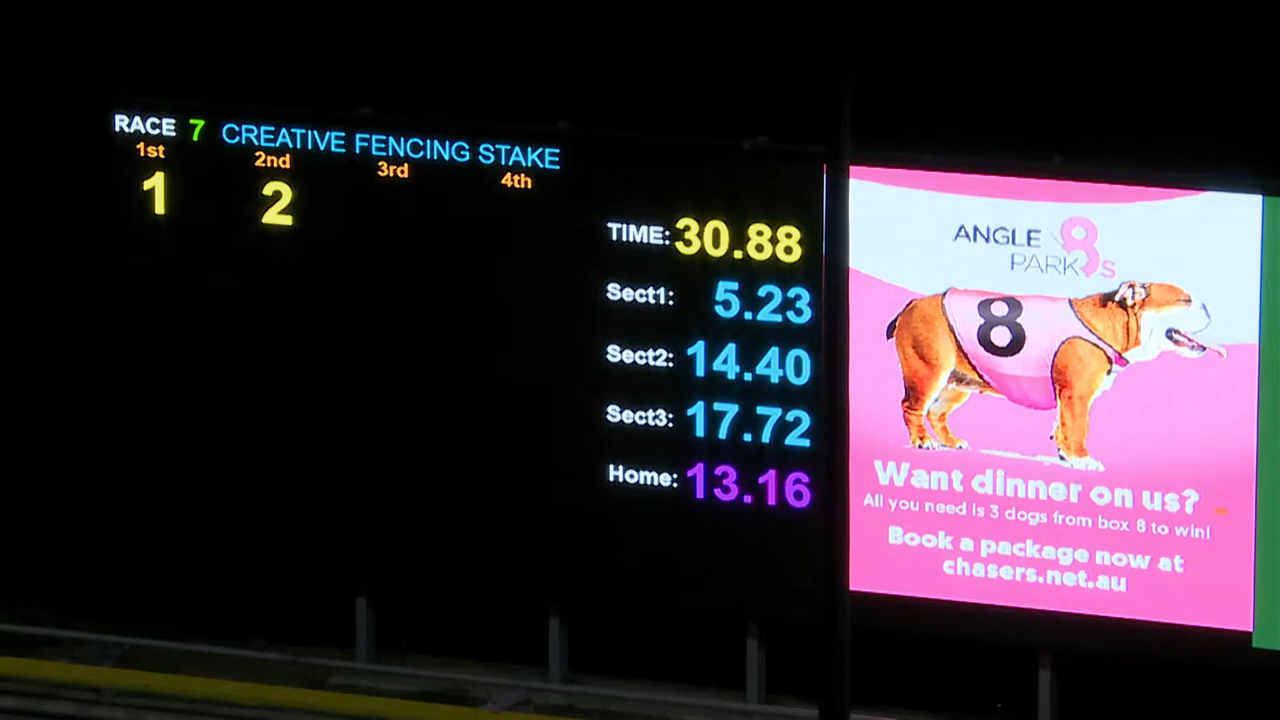 RACE 7 CREATIVE FENCING STAKE
1st 2nd 3rd 4th
1 2
TIME: 30.88
Sect1: 5.23
Sect2: 14.40
Sect3: 17.72
Home: 13.16
ANGLE 8s
PARK
8
Want dinner on us?
All you need is 3 dogs from box 8 to win!
Book a package now at
chasers.net.au